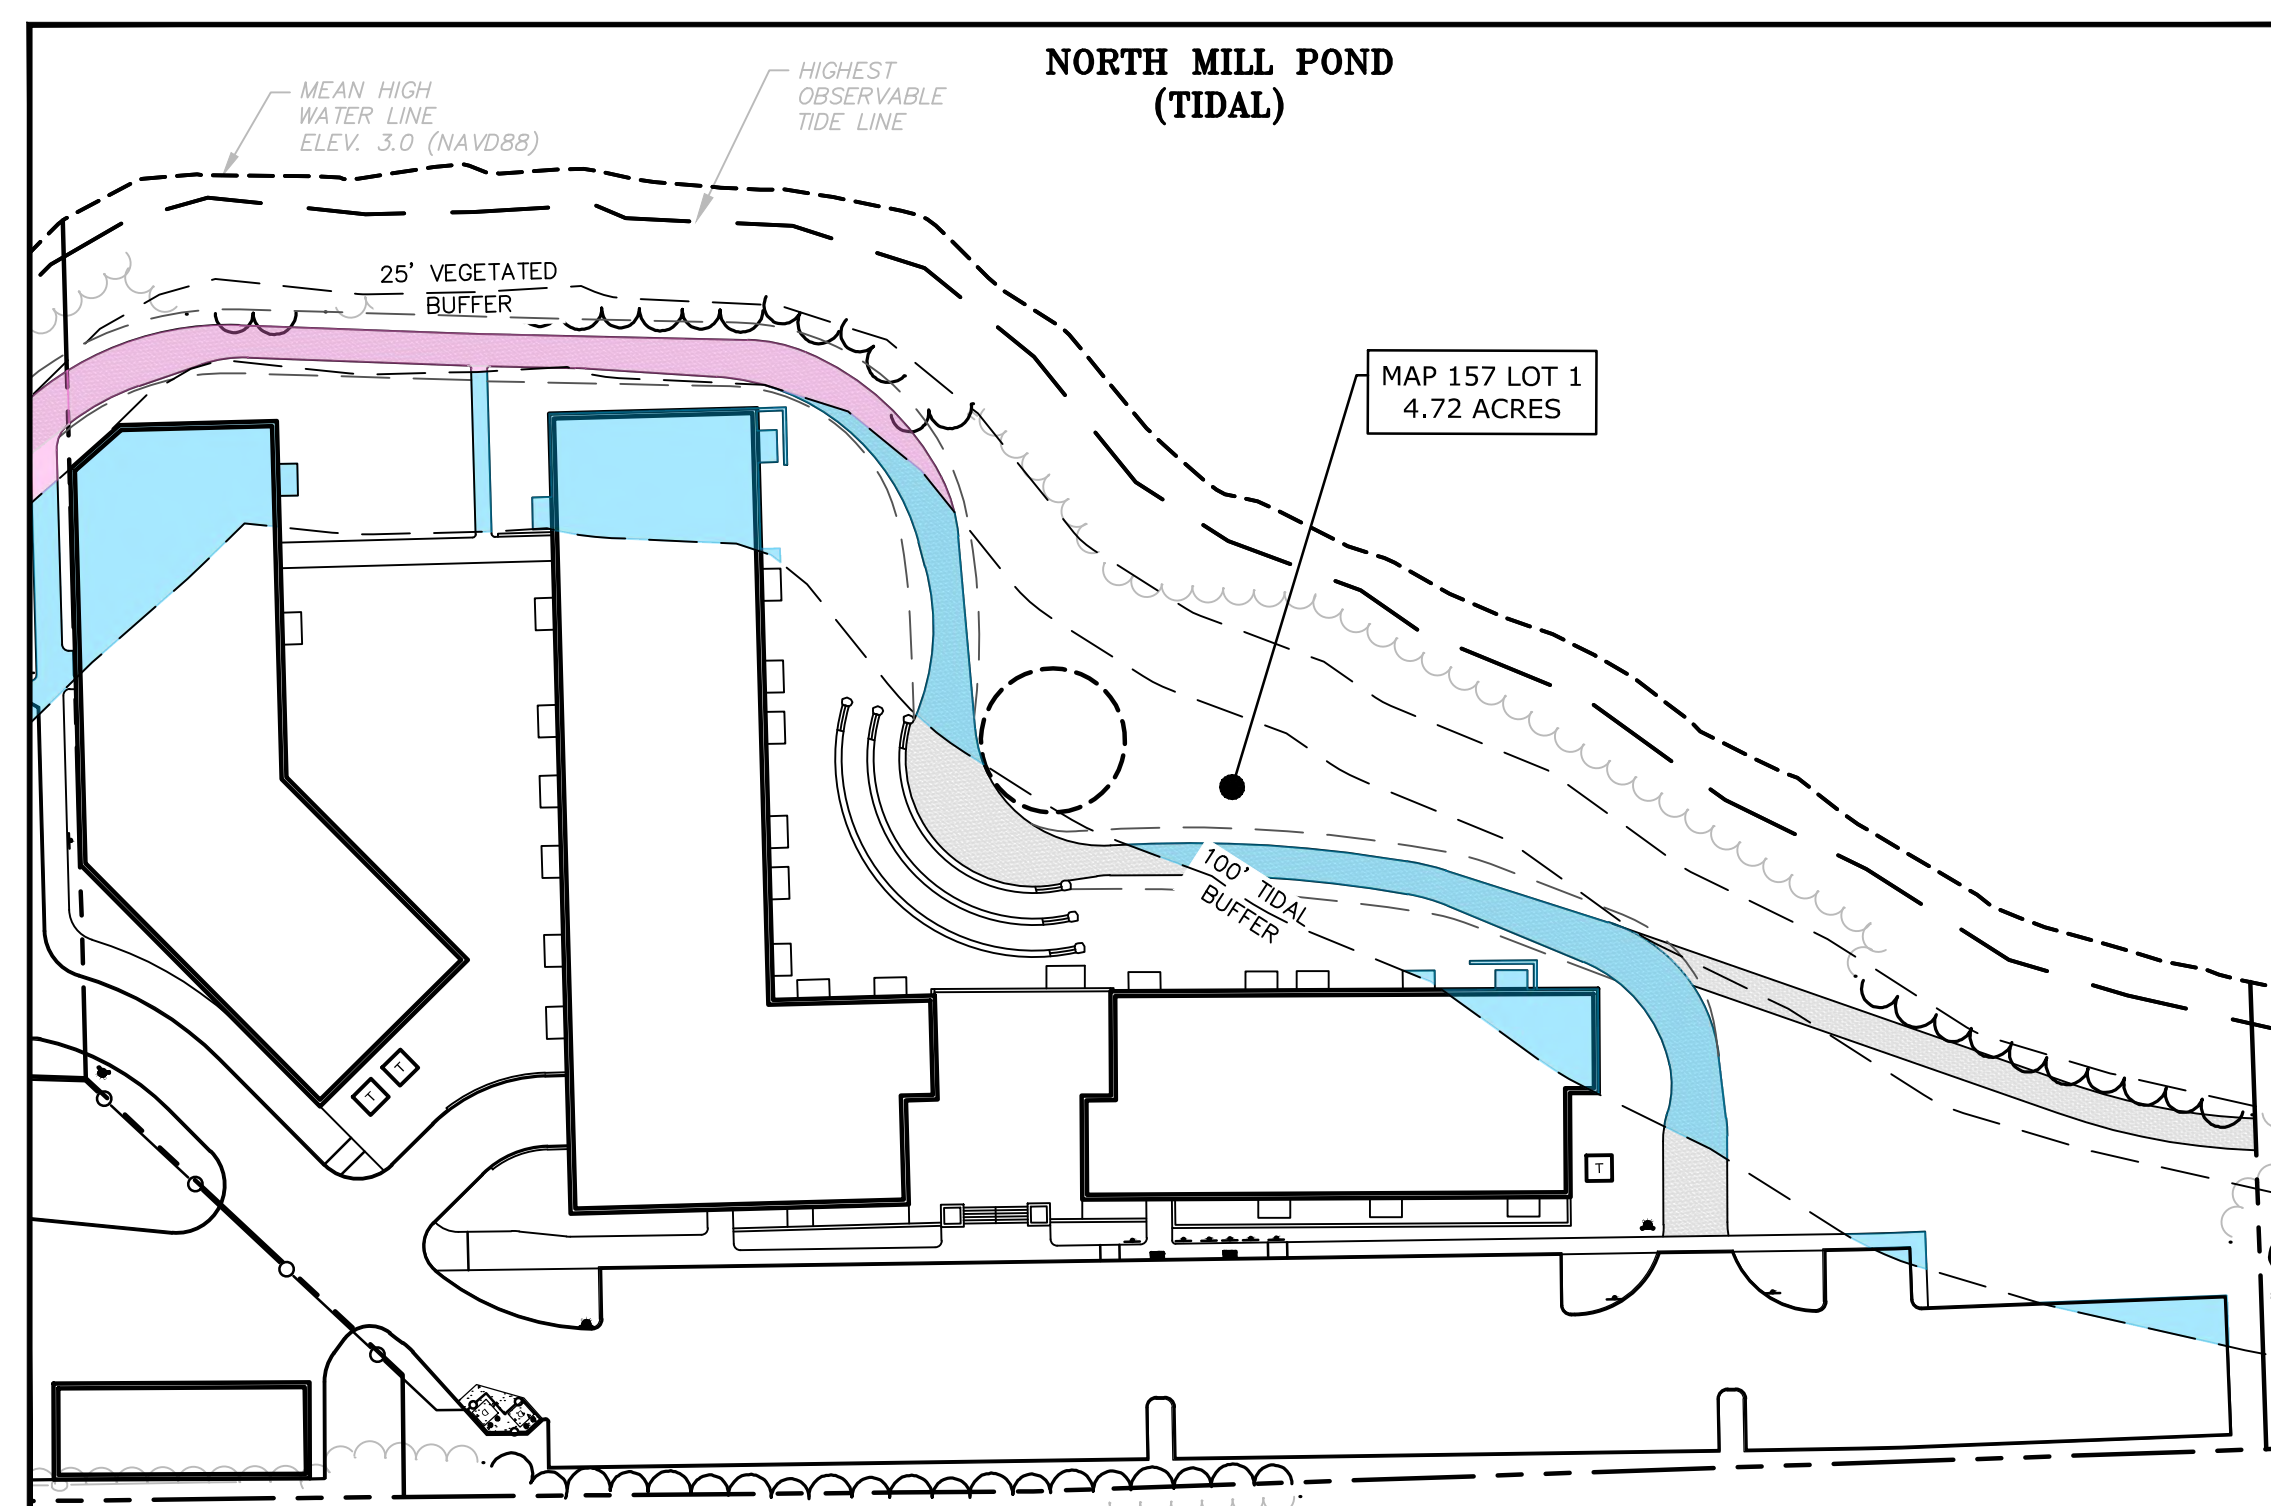 NORTH MILL POND
(TIDAL)
MEAN HIGH
WATER LINE
ELEV. 3.0 (NAVD88)
HIGHEST
OBSERVABLE
TIDE LINE
25' VEGETATED
BUFFER
MAP 157 LOT 1
4.72 ACRES
100' TIDAL
BUFFER
T
T
T